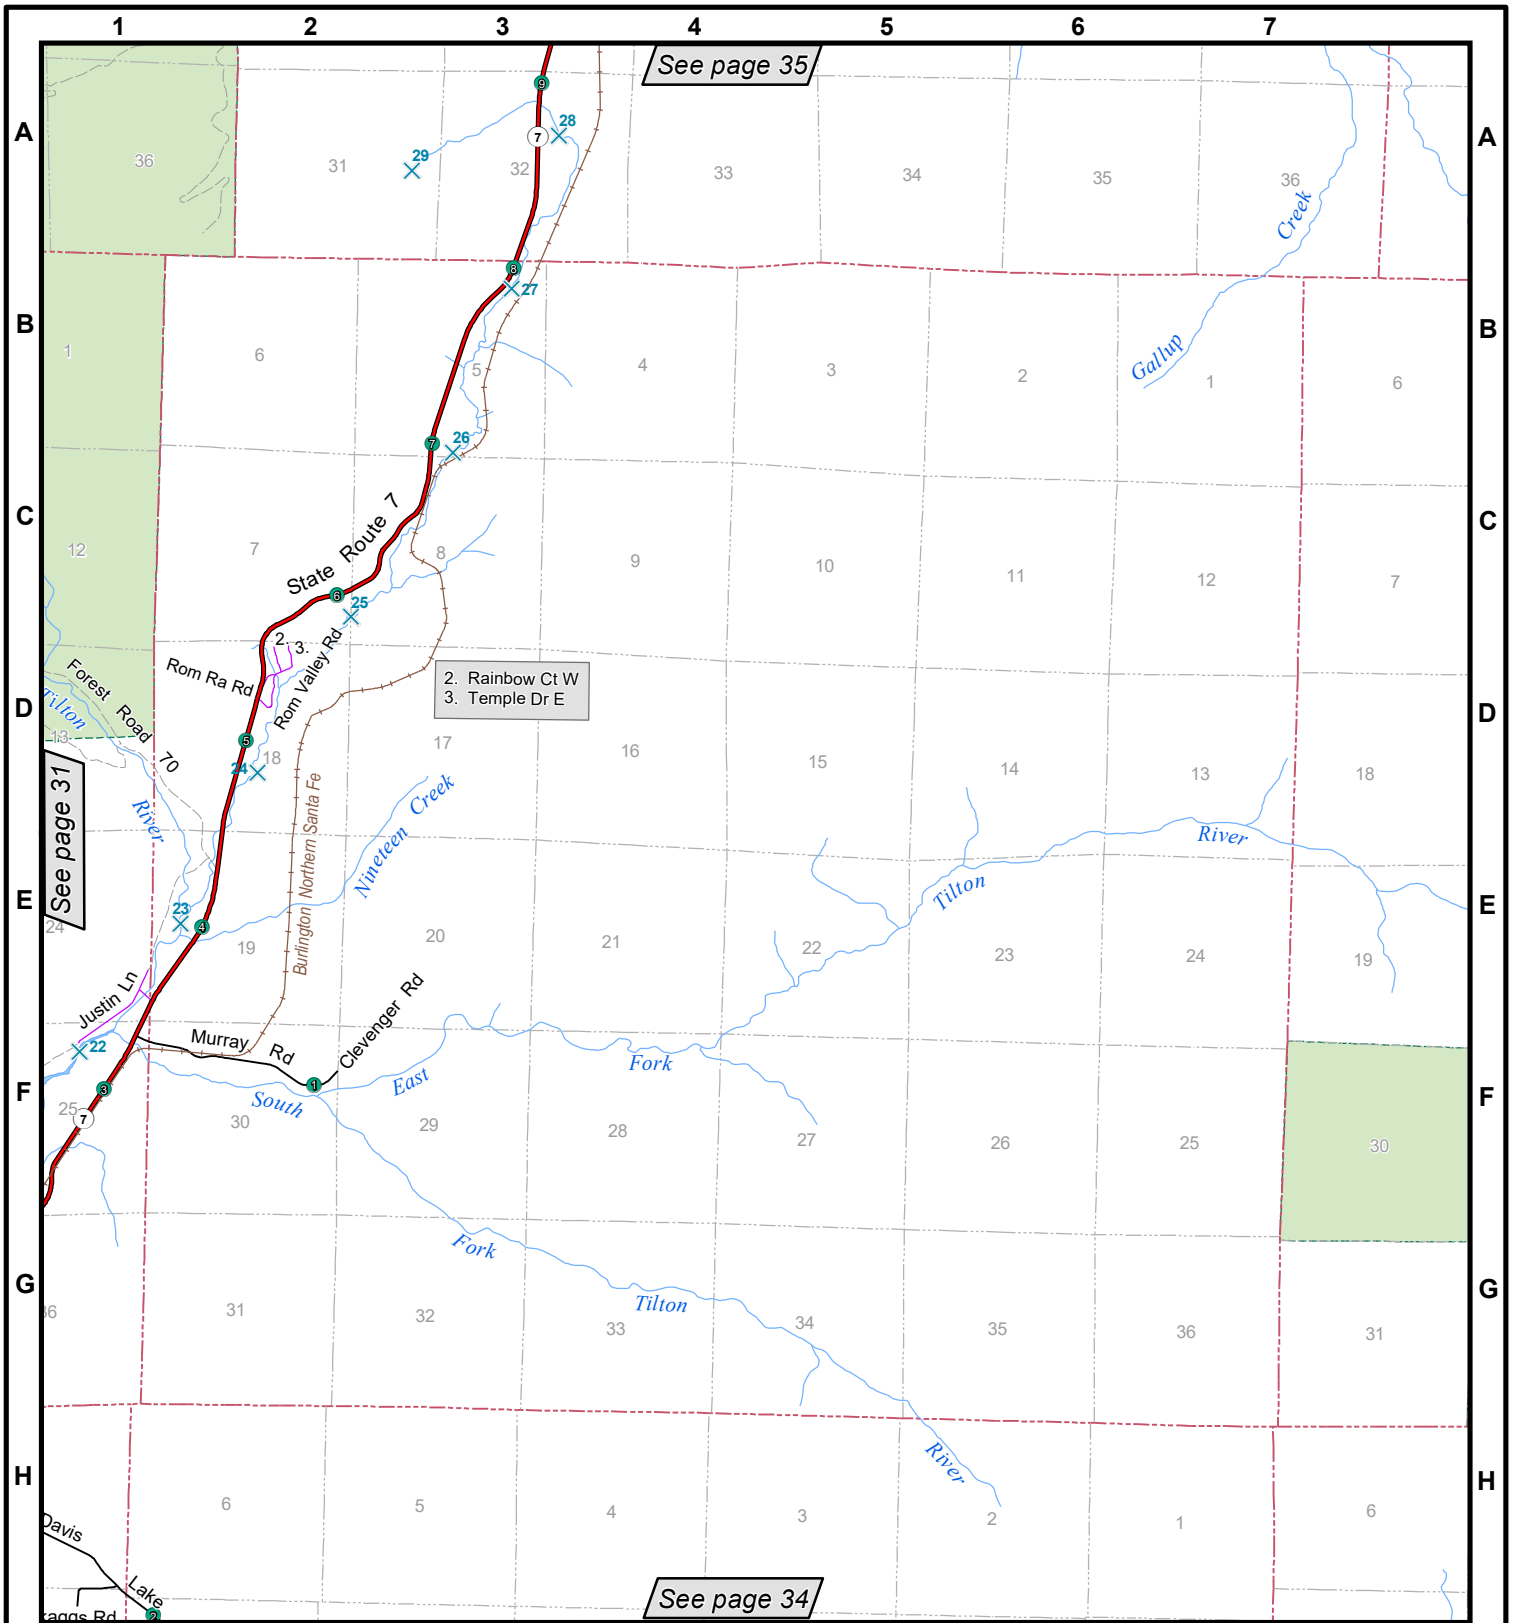 1 2 3 4 5 6 7
See page 35
9
A 7 28 A
29
36 31 32 33 34 35 36
Creek
8
27
B B
1 6 5 4 3 2 Gallup 1 6
7 26
C State Route 7 C
12 7 8 9 10 11 12 7
6 25
2. 3.
Rom Ra Rd
Rom Valley Rd
2. Rainbow Ct W
3. Temple Dr E
Forest Road 70
D Tilton D
13 5 18 17 16 15 14 13 18
24
See page 31
River
Burlington Northern Santa Fe
Nineteen Creek
River
Tilton
E 23 E
24 4 19 20 21 22 23 24 19
Justin Ln
Murray Rd
Clevenger Rd
22
Fork
East
F 3 1 F
South
25 7 30 29 28 27 26 25 30
Fork
G G
Tilton
36 31 32 33 34 35 36 31
River
H H
6 5 4 3 2 1 6
Davis
Lake
2
See page 34